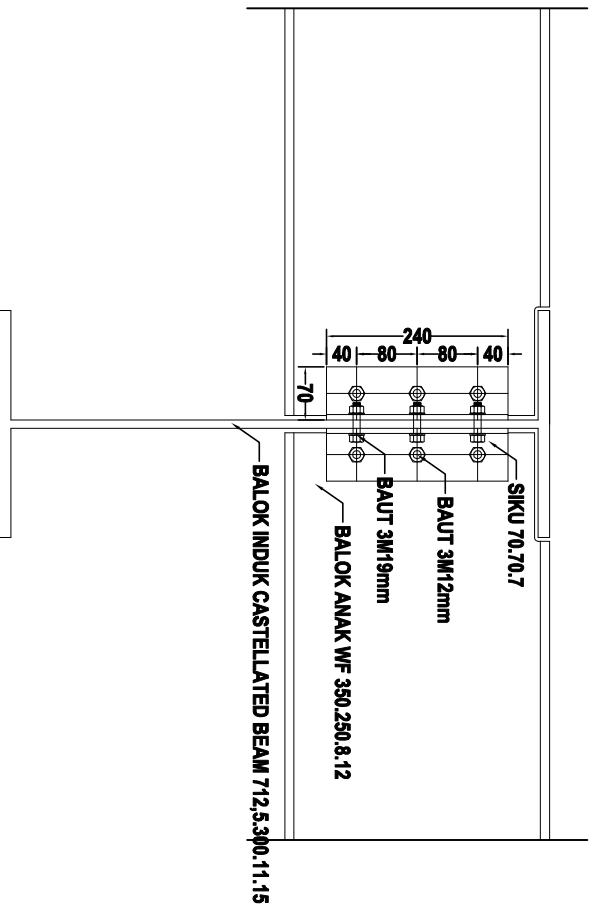 240
40
80
80
40
70
SIKU 70.70.7
BAUT 3M12mm
BAUT 3M19mm
BALOK ANAK WF 350.250.8.12
BALOK INDUK CASTELLATED BEAM 712,5.300.11.15